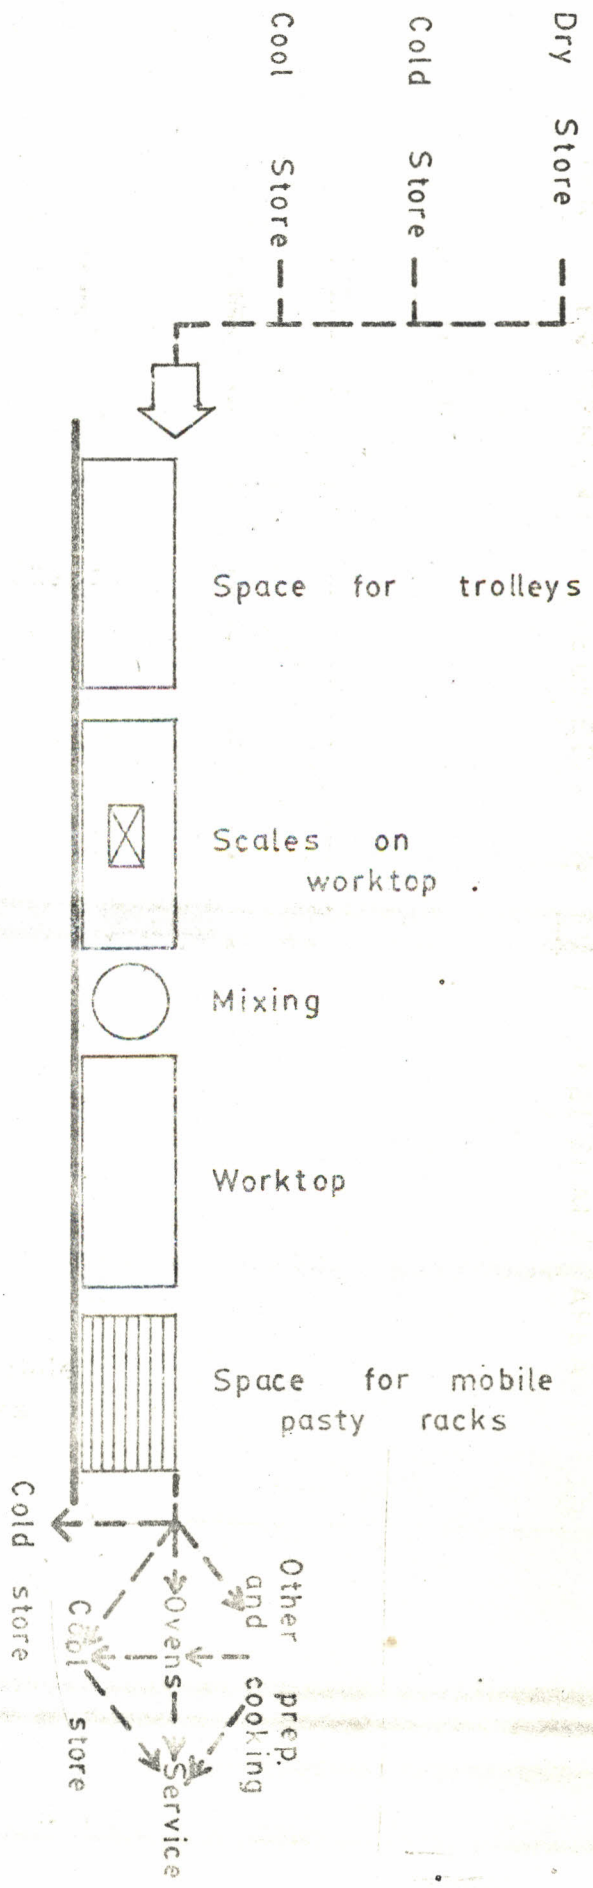 Dry Store
Cold Store
Cool Store
Space for trolleys
Scales on
worktop.
Mixing
Worktop
Space for mobile
pasty racks
Other prep.
and cooking
Ovens
Service
Cool store
Cold store